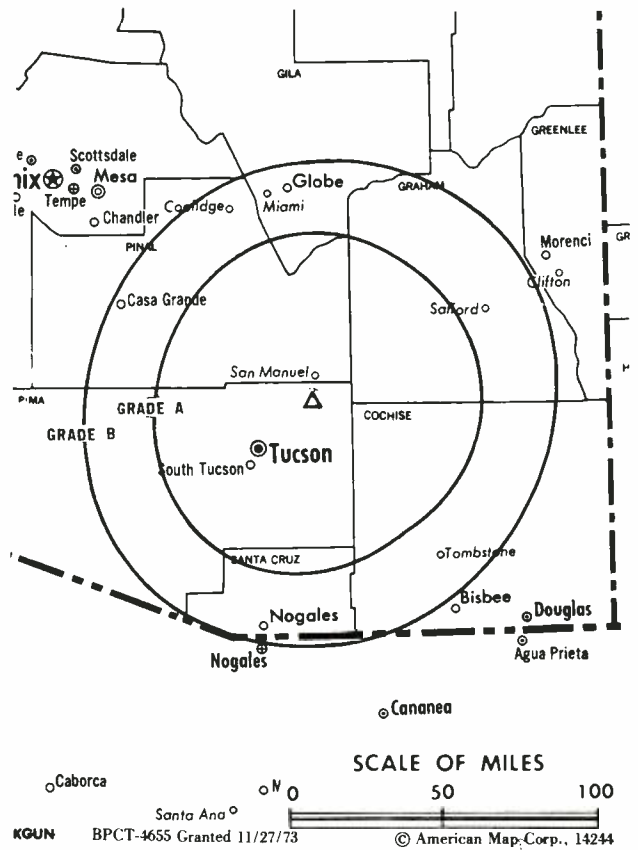 GILA
GREENLEE
e
Scottsdale
nix
Mesa
Globe
GRAHAM
Tempe
Miami
le
Coolidge
Chandler
GR
PINAL
Morenci
Clifton
Casa Grande
Safford
San Manuel
PIMA
GRADE A
COCHISE
GRADE B
Tucson
South Tucson
Tombstone
SANTA CRUZ
Bisbee
Nogales
Douglas
Nogales
Agua Prieta
Cananea
SCALE OF MILES
Caborca
N
0 50 100
Santa Ana
KGUN BPCT-4655 Granted 11/27/73 © American Map Corp., 14244